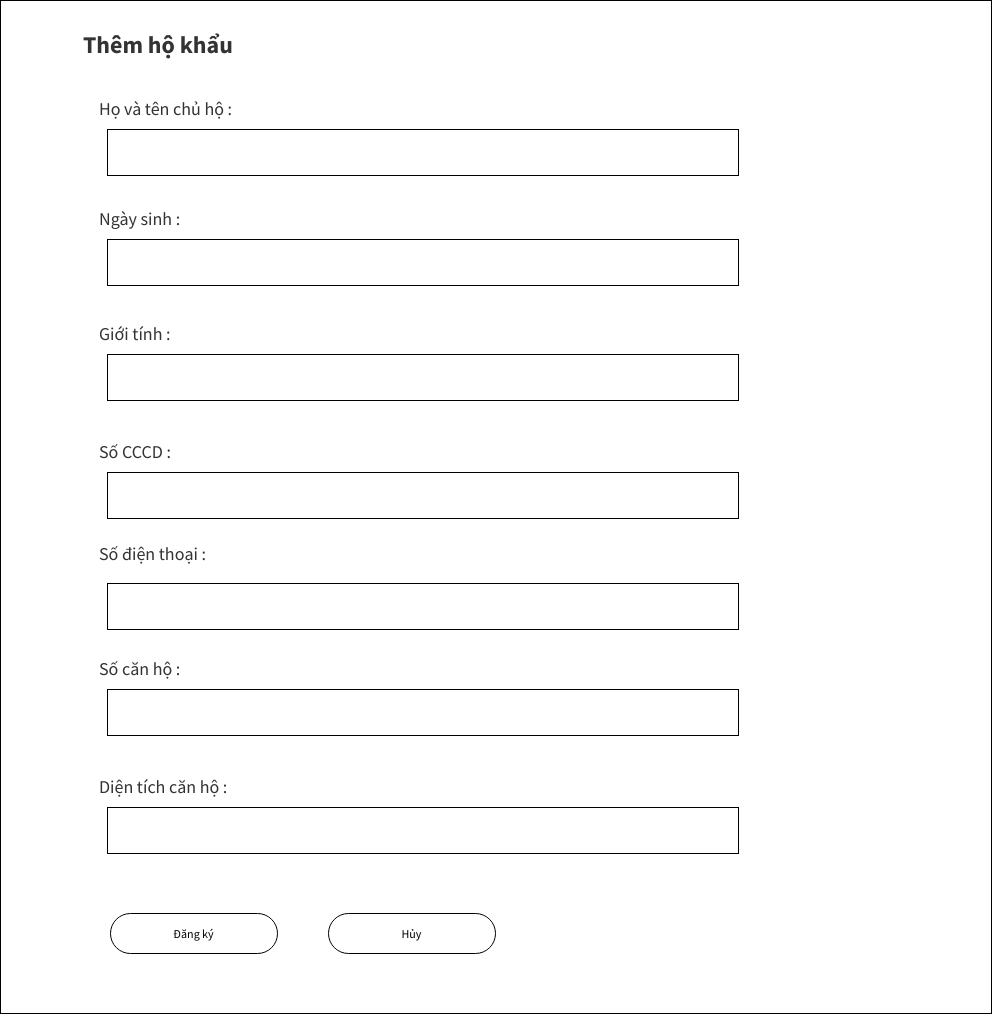 Thêm hộ khẩu
Họ và tên chủ hộ :
Ngày sinh :
Giới tính :
Số CCCD :
Số điện thoại :
Số căn hộ :
Diện tích căn hộ :
Đăng ký
Hủy